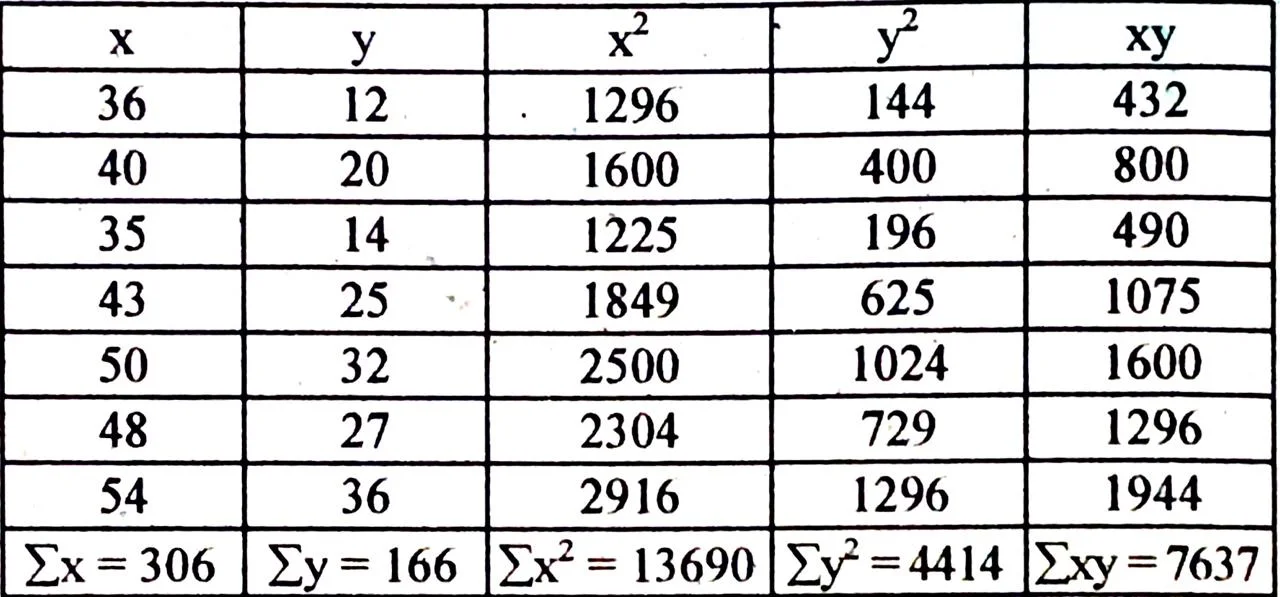 x y x² y² xy
36 12 1296 144 432
40 20 1600 400 800
35 14 1225 196 490
43 25 1849 625 1075
50 32 2500 1024 1600
48 27 2304 729 1296
54 36 2916 1296 1944
∑x = 306 ∑y = 166 ∑x² = 13690 ∑y² = 4414 ∑xy = 7637